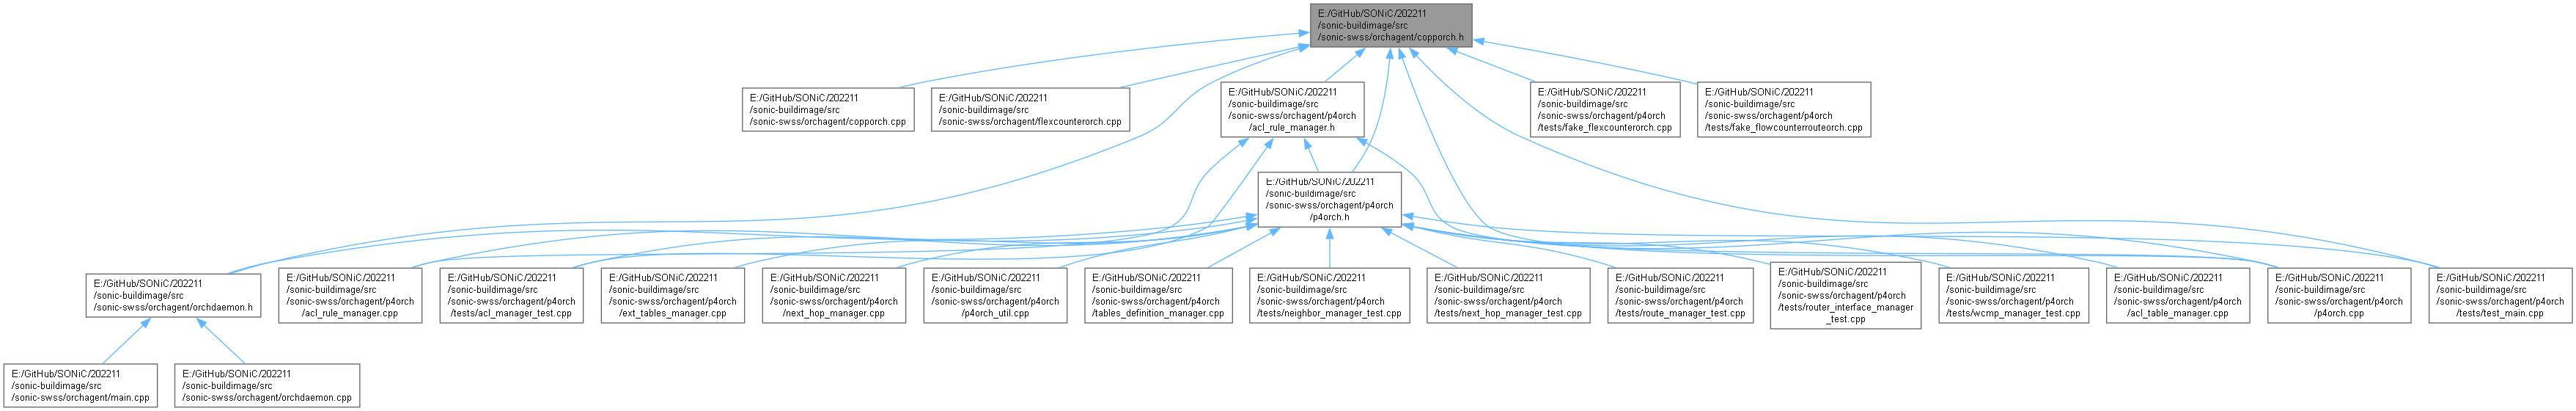 E:/GitHub/SONiC/202211
/sonic-buildimage/src
/sonic-swss/orchagent/copporch.h
E:/GitHub/SONiC/202211
/sonic-buildimage/src
/sonic-swss/orchagent/copporch.cpp
E:/GitHub/SONiC/202211
/sonic-buildimage/src
/sonic-swss/orchagent/flexcounterorch.cpp
E:/GitHub/SONiC/202211
/sonic-buildimage/src
/sonic-swss/orchagent/p4orch
/acl_rule_manager.h
E:/GitHub/SONiC/202211
/sonic-buildimage/src
/sonic-swss/orchagent/p4orch
/tests/fake_flexcounterorch.cpp
E:/GitHub/SONiC/202211
/sonic-buildimage/src
/sonic-swss/orchagent/p4orch
/tests/fake_flowcounterrouteorch.cpp
E:/GitHub/SONiC/202211
/sonic-buildimage/src
/sonic-swss/orchagent/p4orch
/p4orch.h
E:/GitHub/SONiC/202211
/sonic-buildimage/src
/sonic-swss/orchagent/orchdaemon.h
E:/GitHub/SONiC/202211
/sonic-buildimage/src
/sonic-swss/orchagent/p4orch
/acl_rule_manager.cpp
E:/GitHub/SONiC/202211
/sonic-buildimage/src
/sonic-swss/orchagent/p4orch
/tests/acl_manager_test.cpp
E:/GitHub/SONiC/202211
/sonic-buildimage/src
/sonic-swss/orchagent/p4orch
/ext_tables_manager.cpp
E:/GitHub/SONiC/202211
/sonic-buildimage/src
/sonic-swss/orchagent/p4orch
/next_hop_manager.cpp
E:/GitHub/SONiC/202211
/sonic-buildimage/src
/sonic-swss/orchagent/p4orch
/p4orch_util.cpp
E:/GitHub/SONiC/202211
/sonic-buildimage/src
/sonic-swss/orchagent/p4orch
/tables_definition_manager.cpp
E:/GitHub/SONiC/202211
/sonic-buildimage/src
/sonic-swss/orchagent/p4orch
/tests/neighbor_manager_test.cpp
E:/GitHub/SONiC/202211
/sonic-buildimage/src
/sonic-swss/orchagent/p4orch
/tests/next_hop_manager_test.cpp
E:/GitHub/SONiC/202211
/sonic-buildimage/src
/sonic-swss/orchagent/p4orch
/tests/route_manager_test.cpp
E:/GitHub/SONiC/202211
/sonic-buildimage/src
/sonic-swss/orchagent/p4orch
/tests/router_interface_manager
_test.cpp
E:/GitHub/SONiC/202211
/sonic-buildimage/src
/sonic-swss/orchagent/p4orch
/tests/wcmp_manager_test.cpp
E:/GitHub/SONiC/202211
/sonic-buildimage/src
/sonic-swss/orchagent/p4orch
/acl_table_manager.cpp
E:/GitHub/SONiC/202211
/sonic-buildimage/src
/sonic-swss/orchagent/p4orch
/p4orch.cpp
E:/GitHub/SONiC/202211
/sonic-buildimage/src
/sonic-swss/orchagent/p4orch
/tests/test_main.cpp
E:/GitHub/SONiC/202211
/sonic-buildimage/src
/sonic-swss/orchagent/main.cpp
E:/GitHub/SONiC/202211
/sonic-buildimage/src
/sonic-swss/orchagent/orchdaemon.cpp